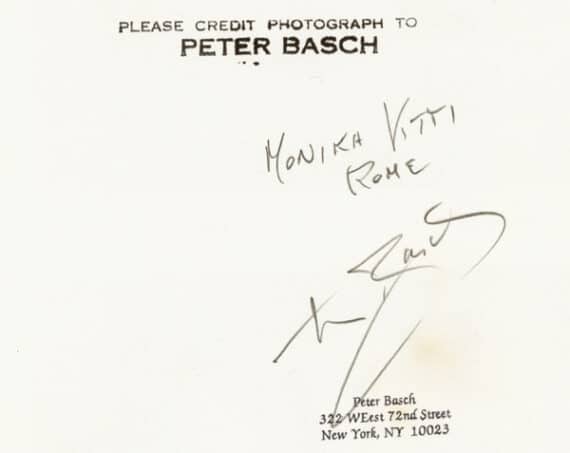 PLEASE CREDIT PHOTOGRAPH TO
PETER BASCH
MONIKA VITTI
ROME
Basch
Peter Basch
322 WEest 72nd Street
New York, NY 10023